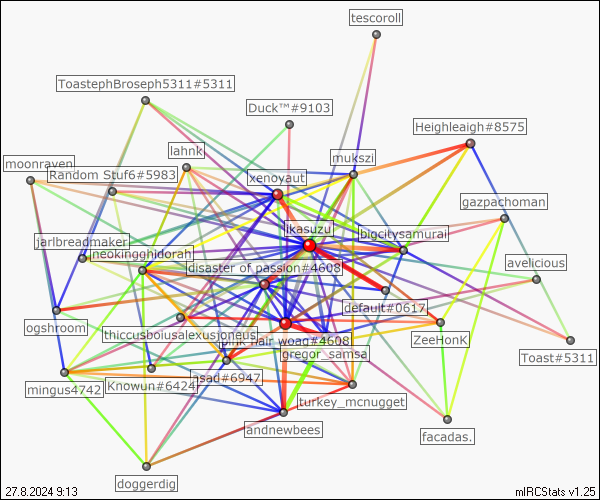 tescoroll
ToastephBroseph5311#5311
Duck™#9103
Heighleigh#8575
lahnk
mukszi
moonraven
Random Stuf6#5983
xenoyaut
gazpachoman
ikasuzu
bigcitysamurai
jarlbreadmaker
neokingghidorah
avelicious
disaster of passion#4608
default#0617
ogshroom
thiccusboiusalexusjoneus
pink hair woag#4608
ZeeHonK
gregor_samsa
Toast#5311
mingus4742
Knowun#6424
jsad#6947
turkey_mcnugget
andnewbees
facadas.
doggerdig
27.8.2024 9:13
mIRCStats v1.25